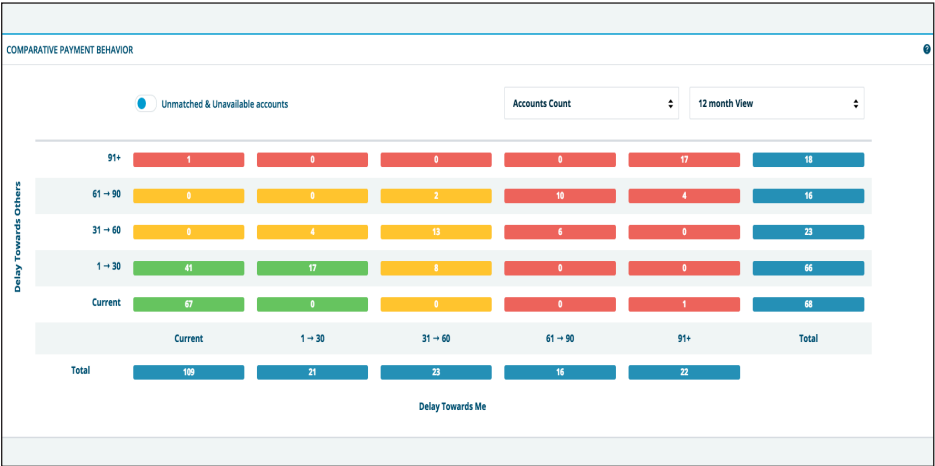 COMPARATIVE PAYMENT BEHAVIOR
?
Unmatched & Unavailable accounts
Accounts Count
12 month View
Delay Towards Others
91+ 1 0 0 0 17 18
61 → 90 0 0 2 10 4 16
31 → 60 0 4 13 6 0 23
1 → 30 41 17 8 0 0 66
Current 67 0 0 0 1 68
Current 1 → 30 31 → 60 61 → 90 91+ Total
Total 109 21 23 16 22
Delay Towards Me